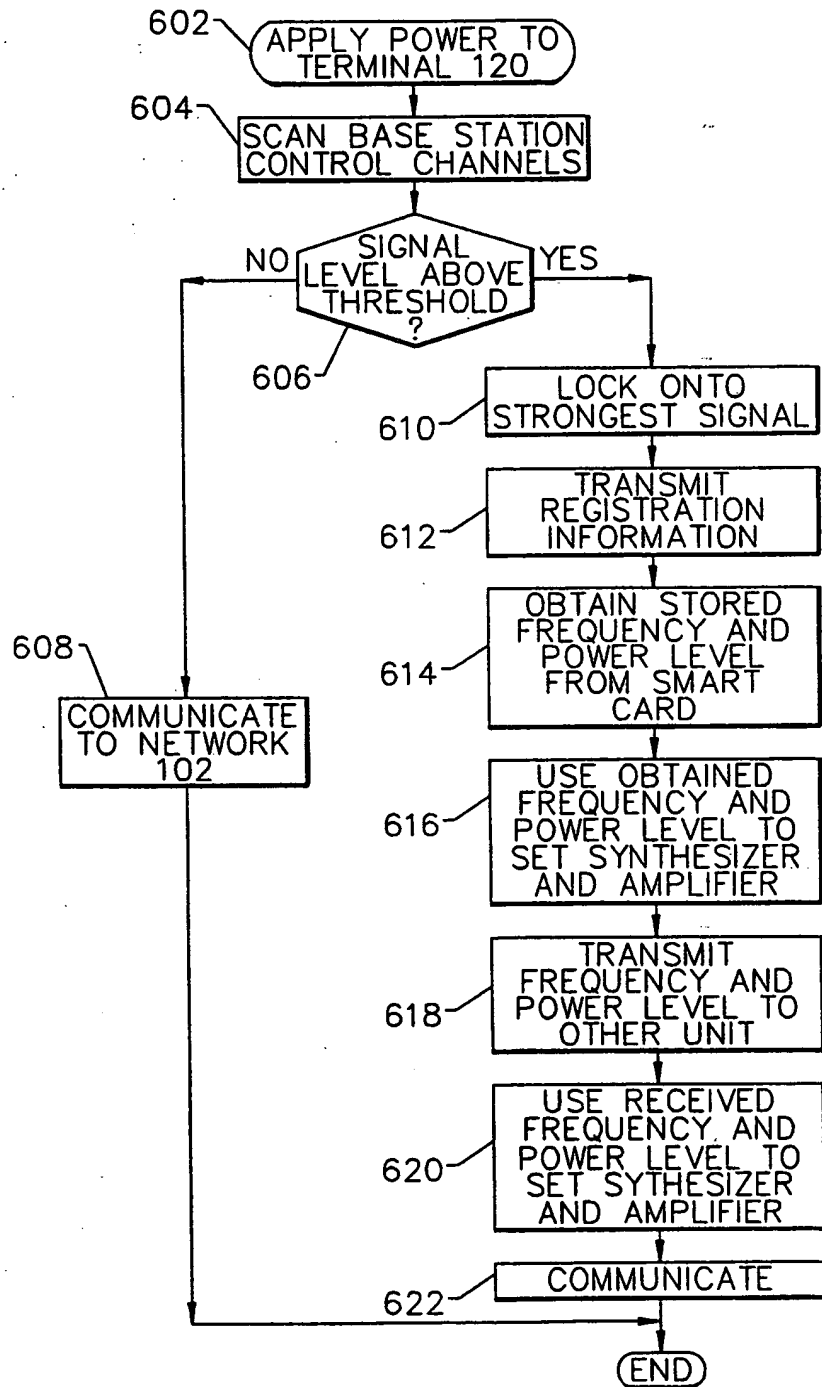 602
APPLY POWER TO
TERMINAL 120
604
SCAN BASE STATION
CONTROL CHANNELS
SIGNAL
LEVEL ABOVE
THRESHOLD
?
NO
YES
606
LOCK ONTO
STRONGEST SIGNAL
610
TRANSMIT
REGISTRATION
INFORMATION
612
OBTAIN STORED
FREQUENCY AND
POWER LEVEL
FROM SMART
CARD
614
608
COMMUNICATE
TO NETWORK
102
USE OBTAINED
FREQUENCY AND
POWER LEVEL TO
SET SYNTHESIZER
AND AMPLIFIER
616
TRANSMIT
FREQUENCY AND
POWER LEVEL TO
OTHER UNIT
618
USE RECEIVED
FREQUENCY AND
POWER LEVEL TO
SET SYTHESIZER
AND AMPLIFIER
620
COMMUNICATE
622
END